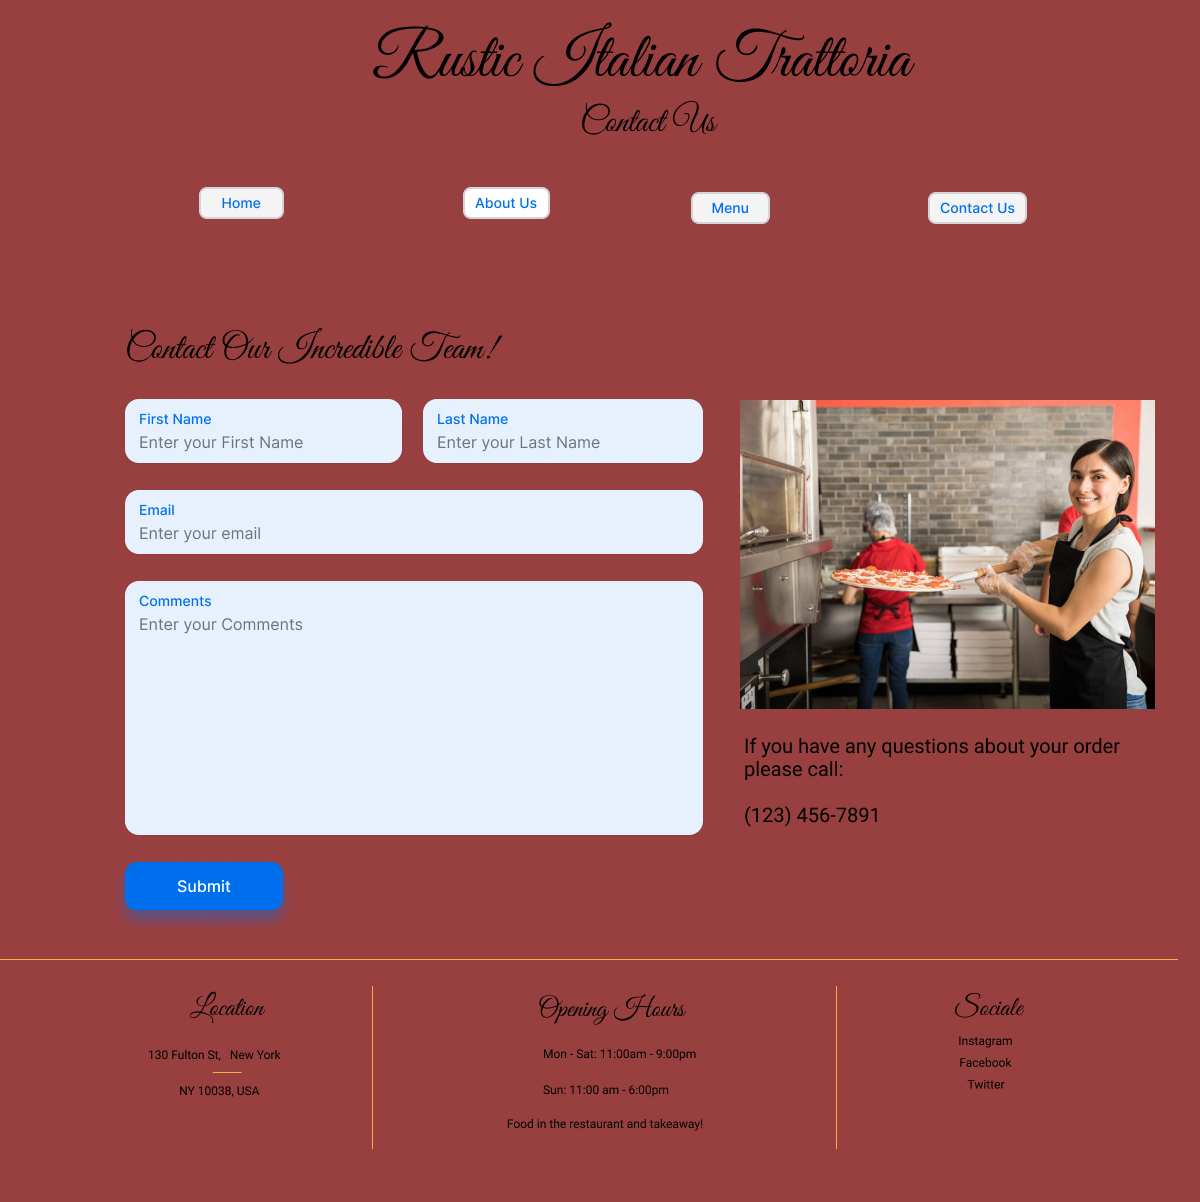 Rustic Italian Trattoria
Contact Us
Home
About Us
Menu
Contact Us
Contact Our Incredible Team!
First Name
Enter your First Name
Last Name
Enter your Last Name
Email
Enter your email
Comments
Enter your Comments
If you have any questions about your order
please call:
(123) 456-7891
Submit
Location
130 Fulton St, New York
NY 10038, USA
Opening Hours
Mon - Sat: 11:00am - 9:00pm
Sun: 11:00 am - 6:00pm
Food in the restaurant and takeaway!
Sociale
Instagram
Facebook
Twitter